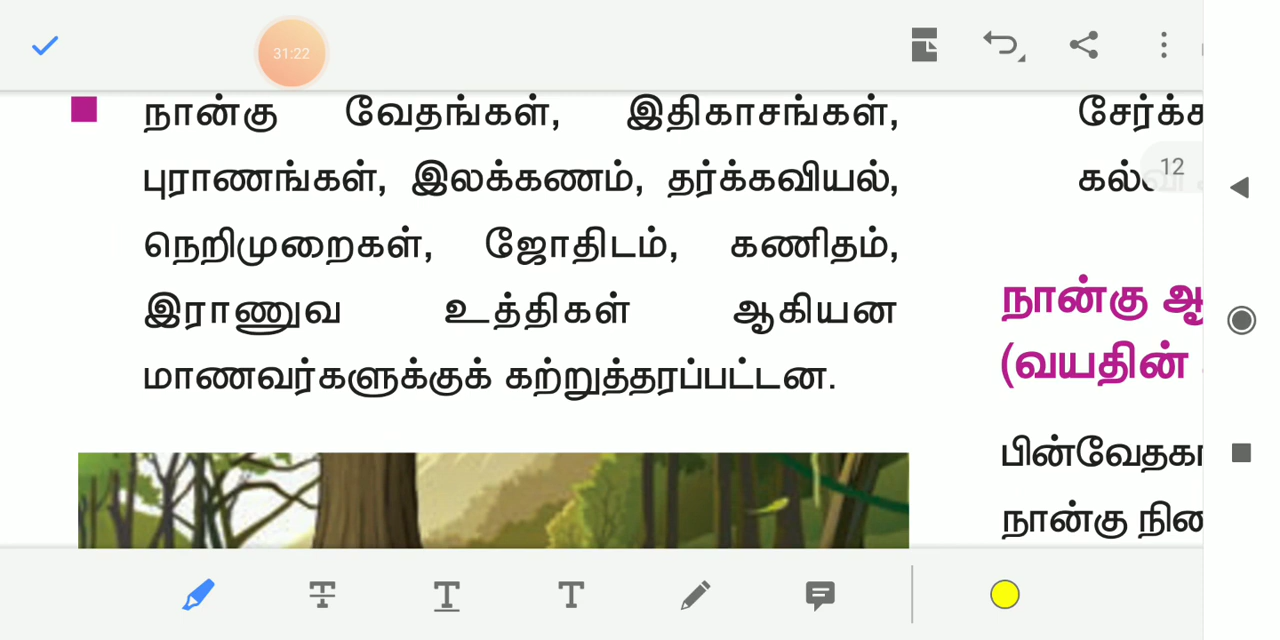 31:22
நான்கு வேதங்கள், இதிகாசங்கள்,
புராணங்கள், இலக்கணம், தர்க்கவியல்,
நெறிமுறைகள், ஜோதிடம், கணிதம்,
இராணுவ உத்திகள் ஆகியன
மாணவர்களுக்குக் கற்றுத்தரப்பட்டன.
12
நான்கு
(வயதின்
நான்கு